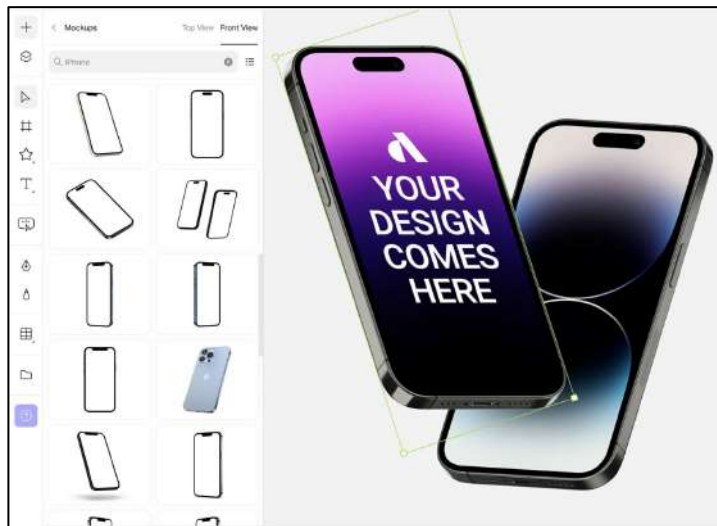 Mockups
Top View
Front View
iPhone
YOUR
DESIGN
COMES
HERE